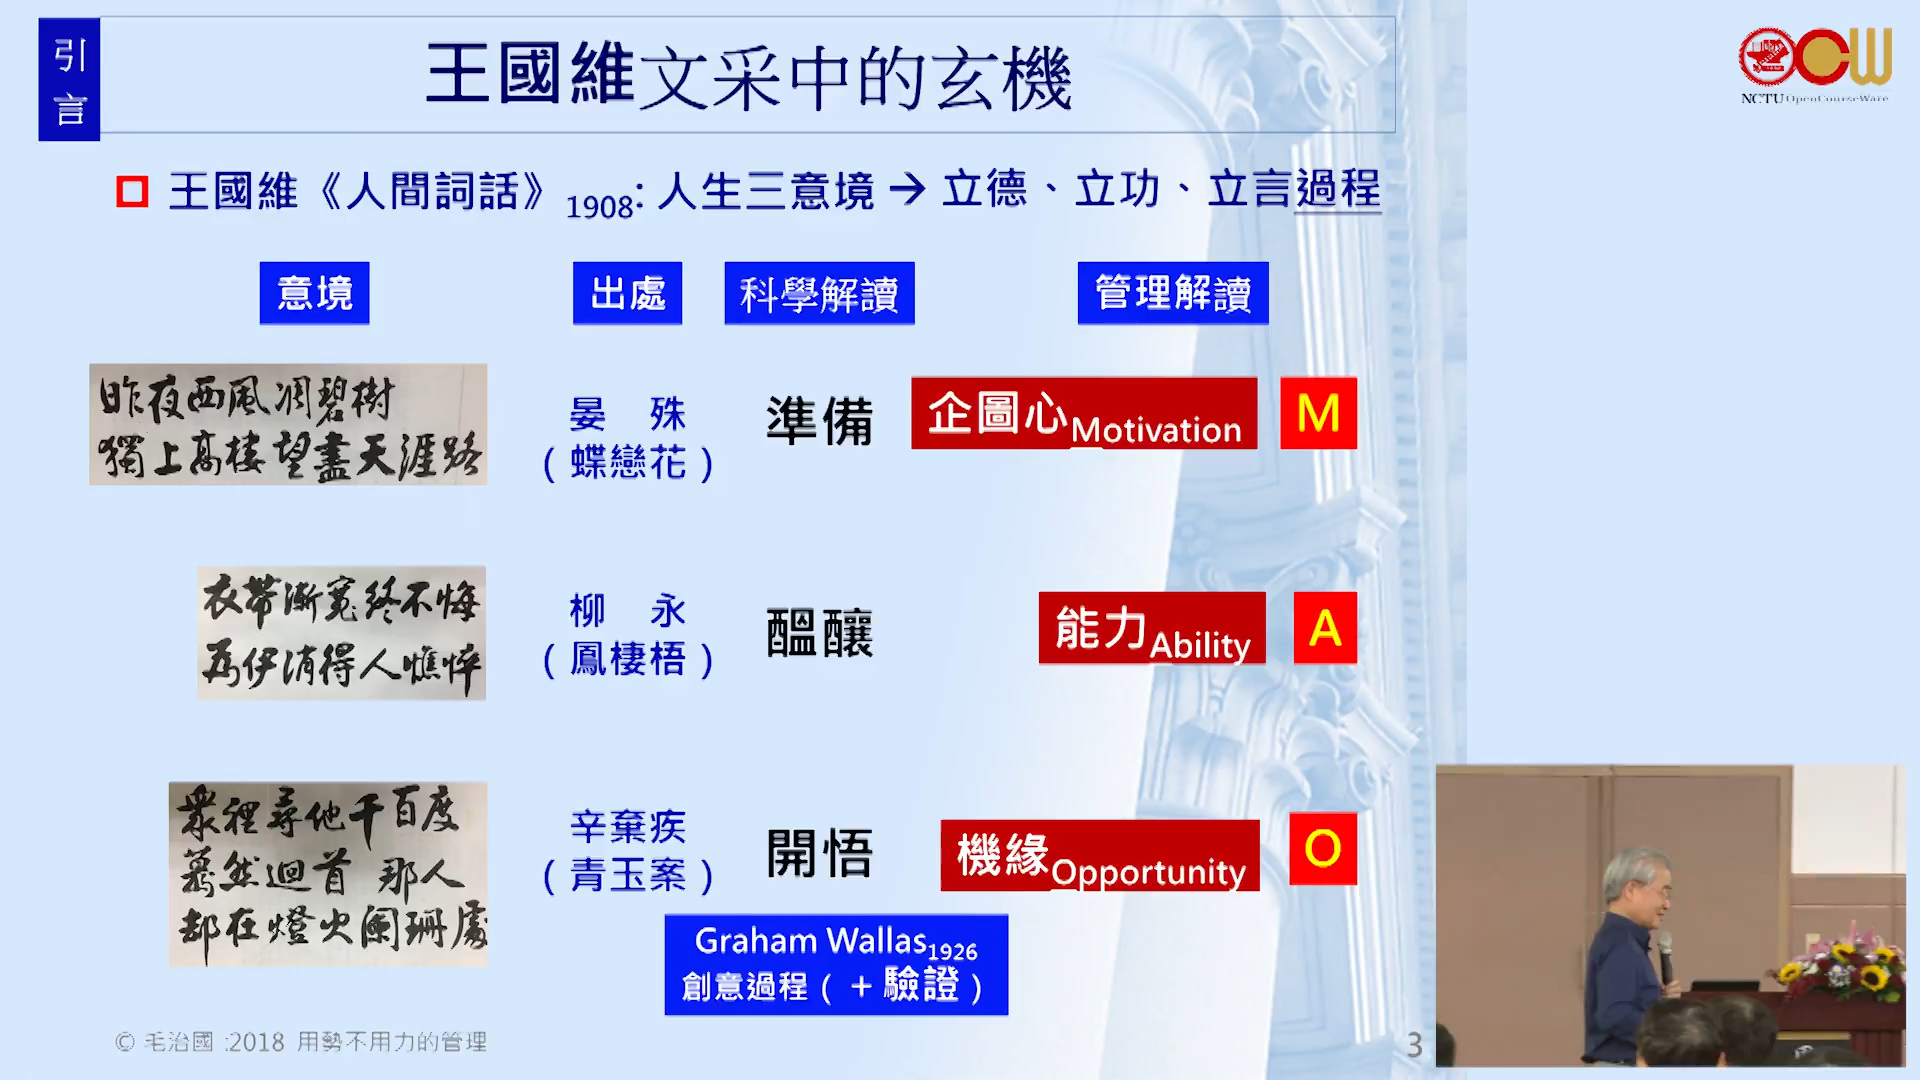 引言
王國維文采中的玄機
NCTU OpenCourseWare
王國維《人間詞話》1908: 人生三意境→立德、立功、立言過程
意境
出處
科學解讀
管理解讀
昨夜西風凋碧樹
獨上高樓望盡天涯路
晏 殊
(蝶戀花)
準備
企圖心Motivation
M
衣帶漸寬終不悔
為伊消得人憔悴
柳 永
(鳳棲梧)
醞釀
能力Ability
A
眾裡尋他千百度
驀然迴首 那人
却在燈火闌珊處
辛棄疾
(青玉案)
開悟
機緣Opportunity
O
Graham Wallas1926
創意過程(+驗證)
© 毛治國 :2018 用勢不用力的管理
3